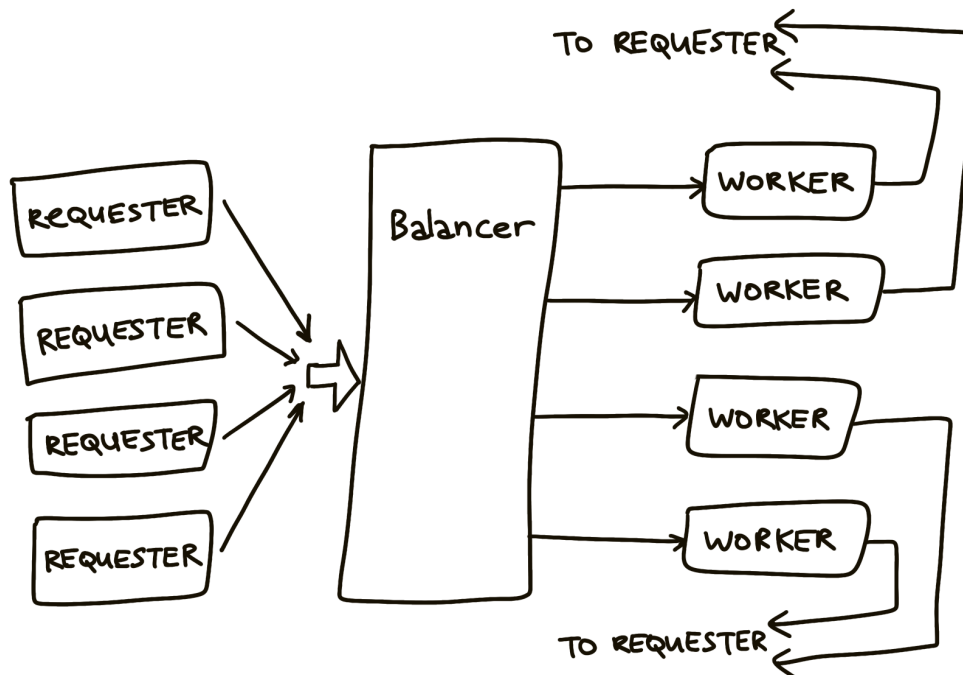 TO REQUESTER
REQUESTER
REQUESTER
REQUESTER
REQUESTER
Balancer
WORKER
WORKER
WORKER
WORKER
TO REQUESTER